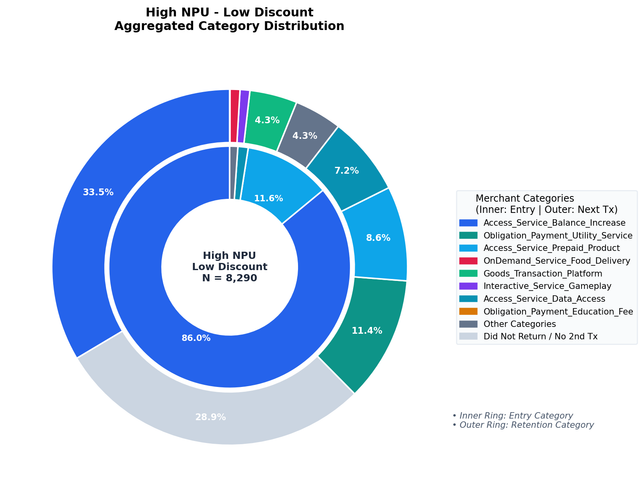 High NPU - Low Discount
Aggregated Category Distribution
4.3%
4.3%
7.2%
33.5%
11.6%
8.6%
High NPU
Low Discount
N = 8,290
11.4%
86.0%
28.9%
Merchant Categories
(Inner: Entry | Outer: Next Tx)
Access_Service_Balance_Increase
Obligation_Payment_Utility_Service
Access_Service_Prepaid_Product
OnDemand_Service_Food_Delivery
Goods_Transaction_Platform
Interactive_Service_Gameplay
Access_Service_Data_Access
Obligation_Payment_Education_Fee
Other Categories
Did Not Return / No 2nd Tx
• Inner Ring: Entry Category
• Outer Ring: Retention Category